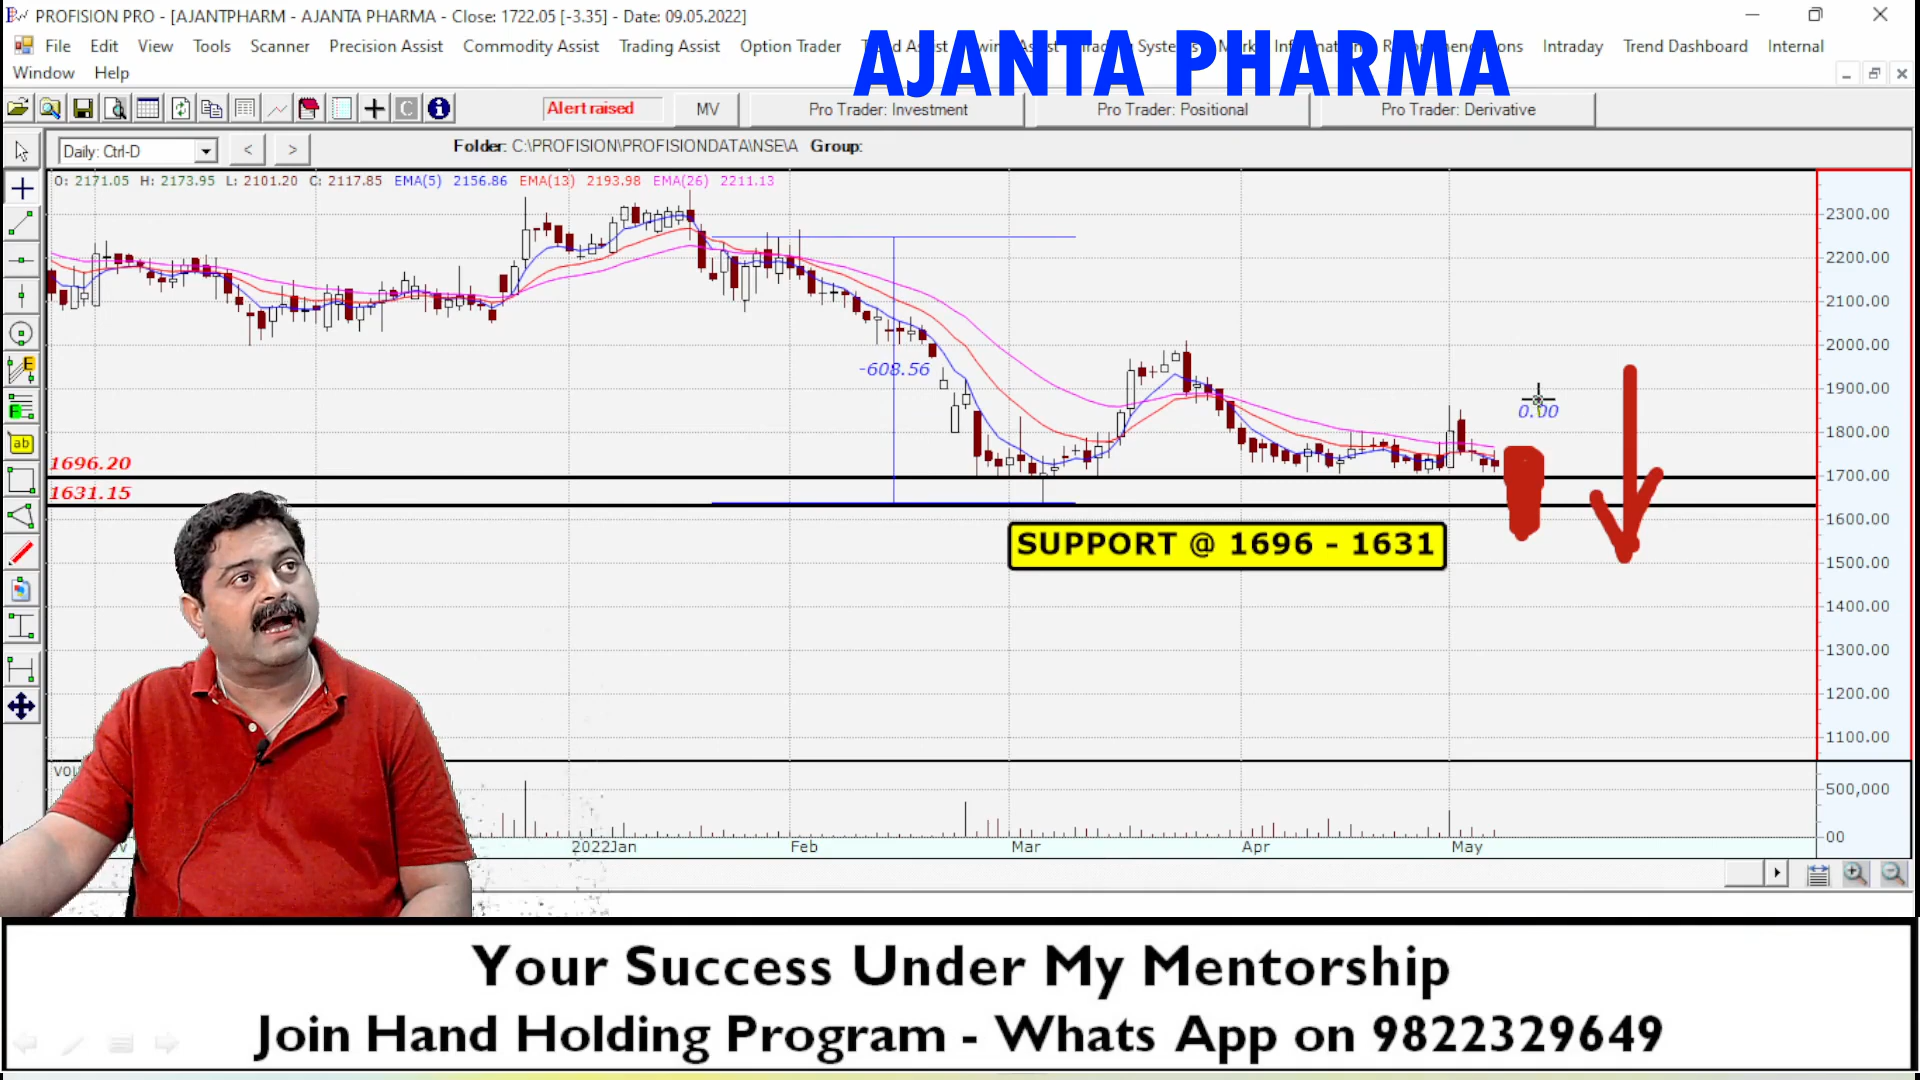 PROFISION PRO - [AJANTPHARM - AJANTA PHARMA - Close: 1722.05 [-3.35] - Date: 09.05.2022]
AJANTA PHARMA
File Edit View Tools Scanner Precision Assist Commodity Assist Trading Assist Option Trader Intraday Trend Dashboard Internal
Window Help
Alert raised MV Pro Trader: Investment Pro Trader: Positional Pro Trader: Derivative
Daily: Ctrl-D < > Folder: C:\PROFISION\PROFISIONDATA\NSE\A Group:
O: 2171.05 H: 2173.95 L: 2101.20 C: 2117.85 EMA(5) 2156.86 EMA(13) 2193.98 EMA(26) 2211.13
2300.00
2200.00
2100.00
2000.00
-608.56
1900.00
0.00
1800.00
1696.20
1700.00
1631.15
1600.00
SUPPORT @ 1696 - 1631
1500.00
1400.00
1300.00
1200.00
1100.00
500,000
00
2022Jan Feb Mar Apr May
Your Success Under My Mentorship
Join Hand Holding Program - Whats App on 9822329649